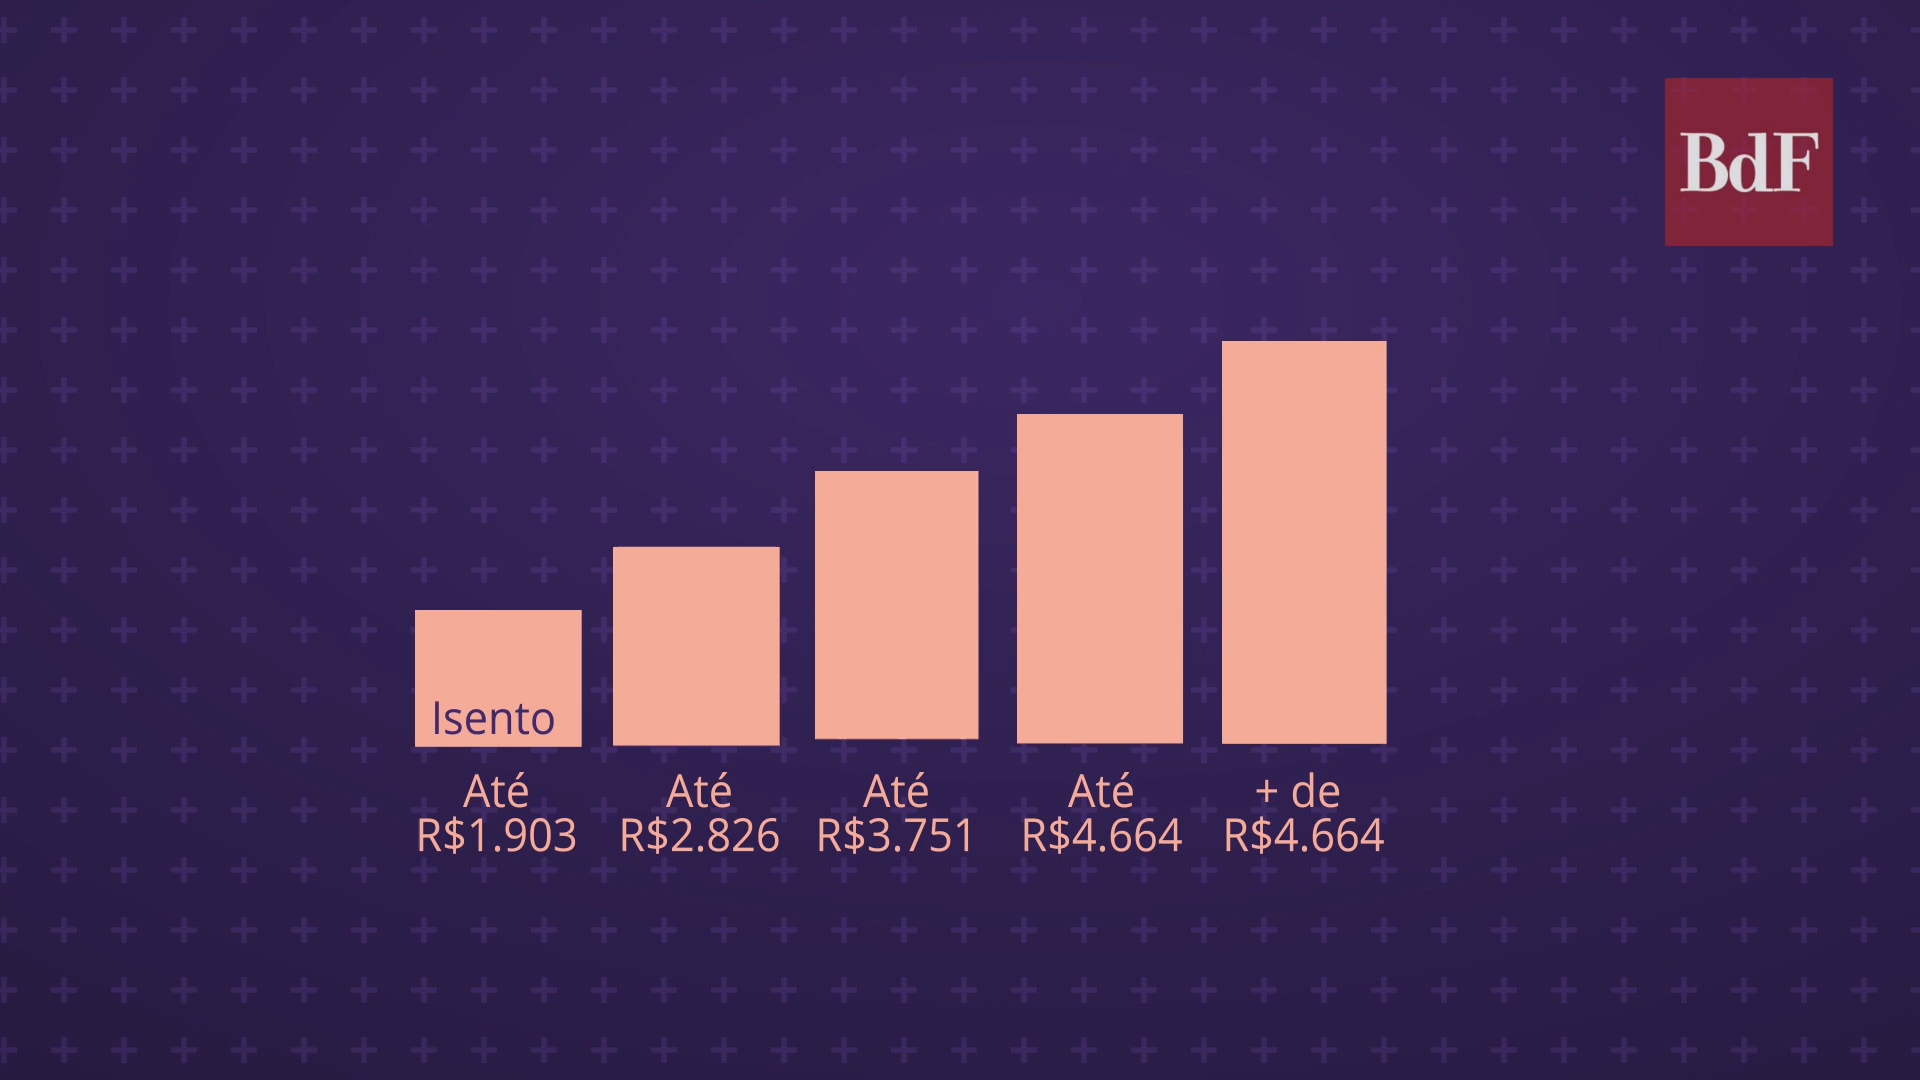 BdF
Isento
Até
R$1.903
Até
R$2.826
Até
R$3.751
Até
R$4.664
+ de
R$4.664